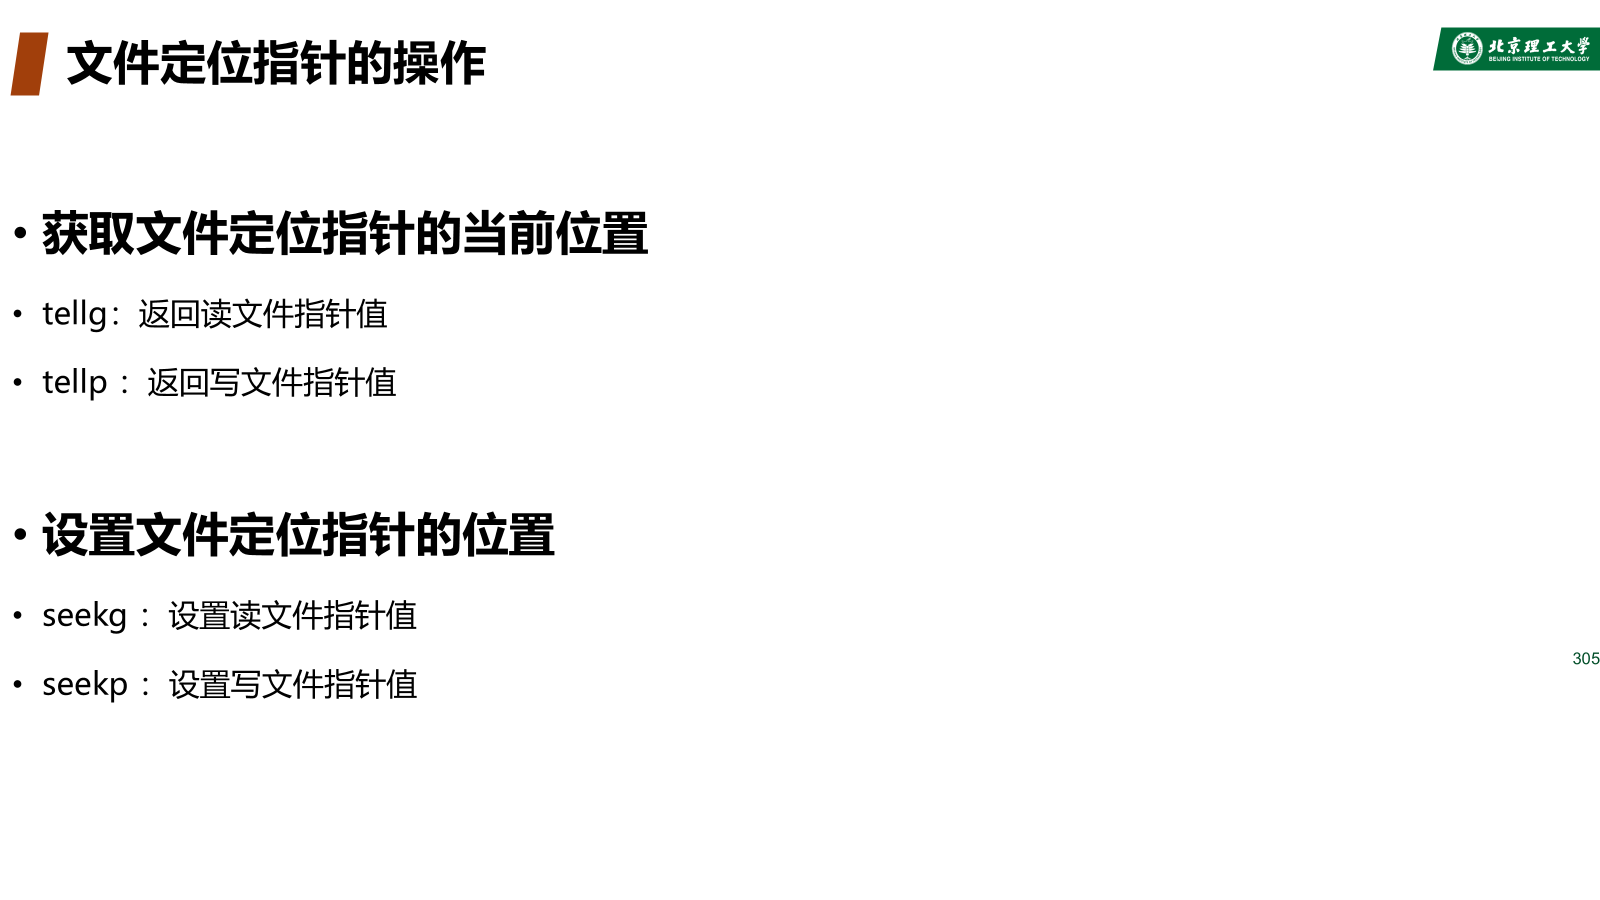 文件定位指针的操作
北京理工大学
BEIJING INSTITUTE OF TECHNOLOGY
• 获取文件定位指针的当前位置
• tellg：返回读文件指针值
• tellp ：返回写文件指针值
• 设置文件定位指针的位置
• seekg ：设置读文件指针值
305
• seekp ：设置写文件指针值